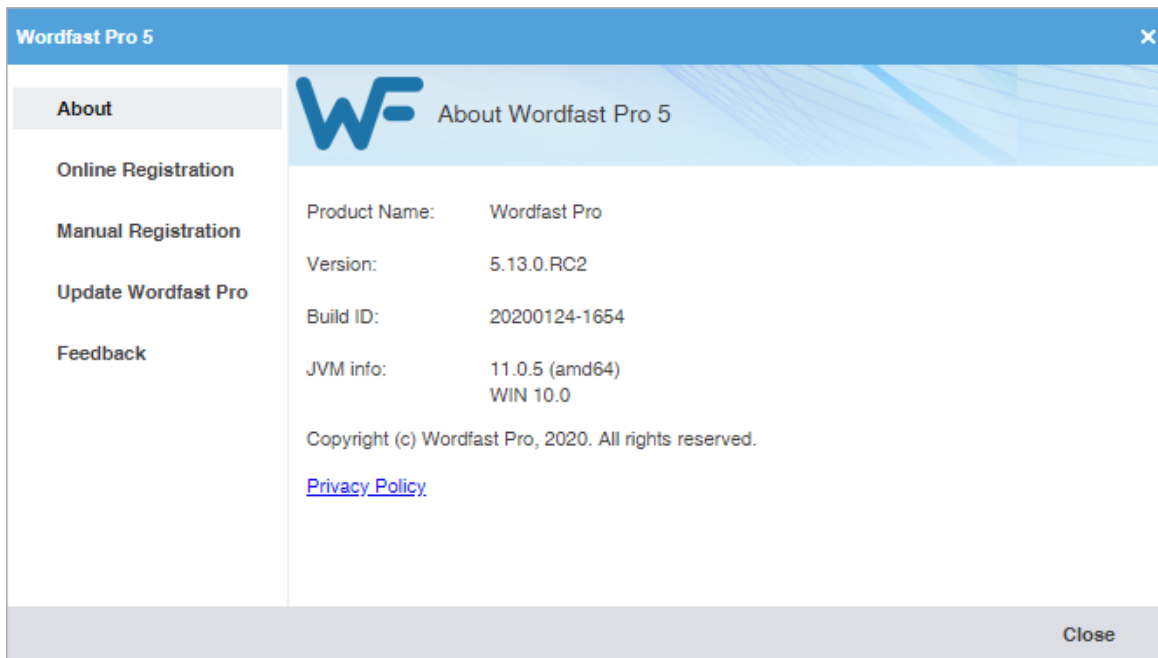 Wordfast Pro 5
About
Online Registration
Manual Registration
Update Wordfast Pro
Feedback
WF About Wordfast Pro 5
Product Name: Wordfast Pro
Version: 5.13.0.RC2
Build ID: 20200124-1654
JVM info: 11.0.5 (amd64)
WIN 10.0
Copyright (c) Wordfast Pro, 2020. All rights reserved.
Privacy Policy
Close